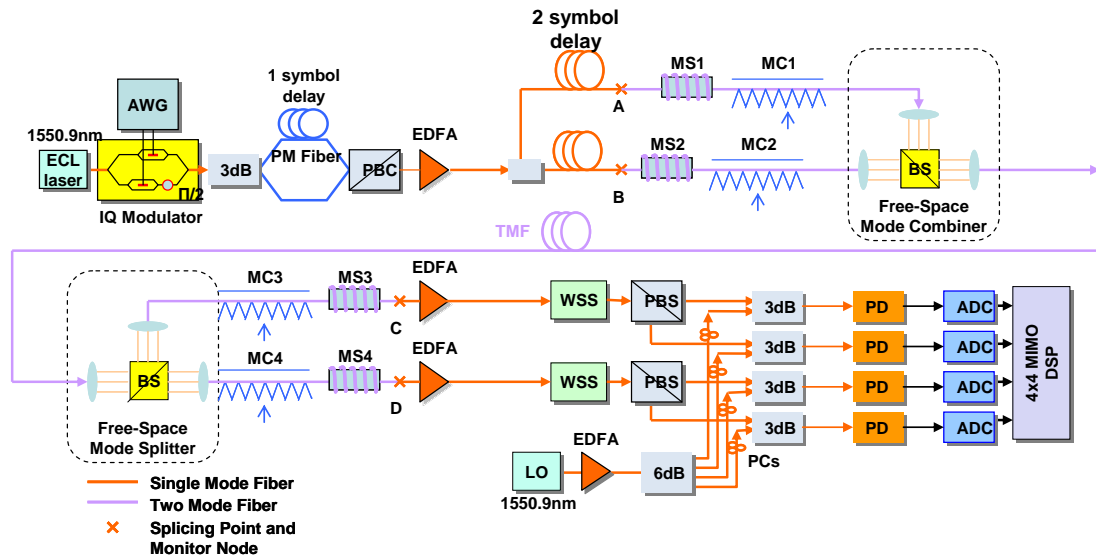 2 symbol
delay
1 symbol
delay
MS1
MC1
AWG
A
1550.9nm
EDFA
ECL
laser
PM Fiber
3dB
PBC
MS2
MC2
BS
Π/2
IQ Modulator
B
Free-Space
Mode Combiner
TMF
MC3
MS3
EDFA
WSS
PBS
3dB
PD
ADC
C
EDFA
3dB
PD
ADC
4x4 MIMO
DSP
BS
MC4
MS4
WSS
PBS
3dB
PD
ADC
D
Free-Space
Mode Splitter
3dB
PD
ADC
EDFA
PCs
LO
6dB
1550.9nm
Single Mode Fiber
Two Mode Fiber
Splicing Point and
Monitor Node